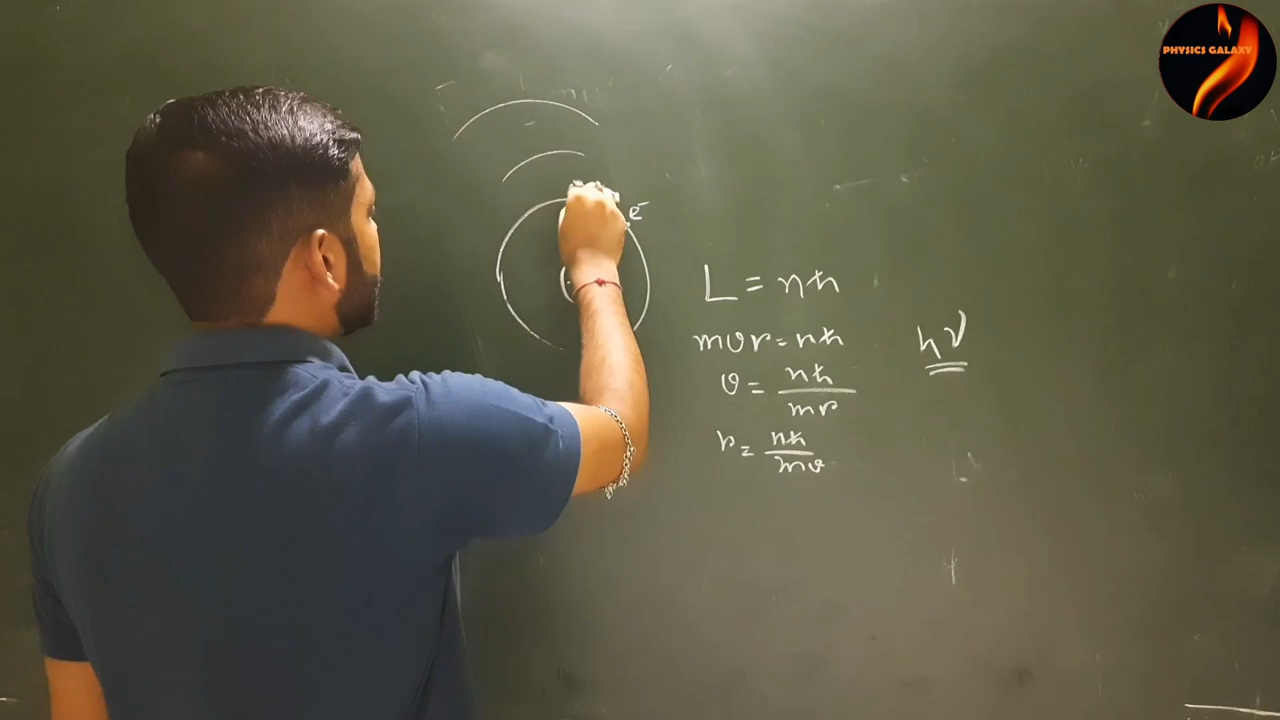 PHYSICS GALAXY
e⁻
L = nħ
mvr = nħ
hν
v = nħ/mr
r = nħ/mv